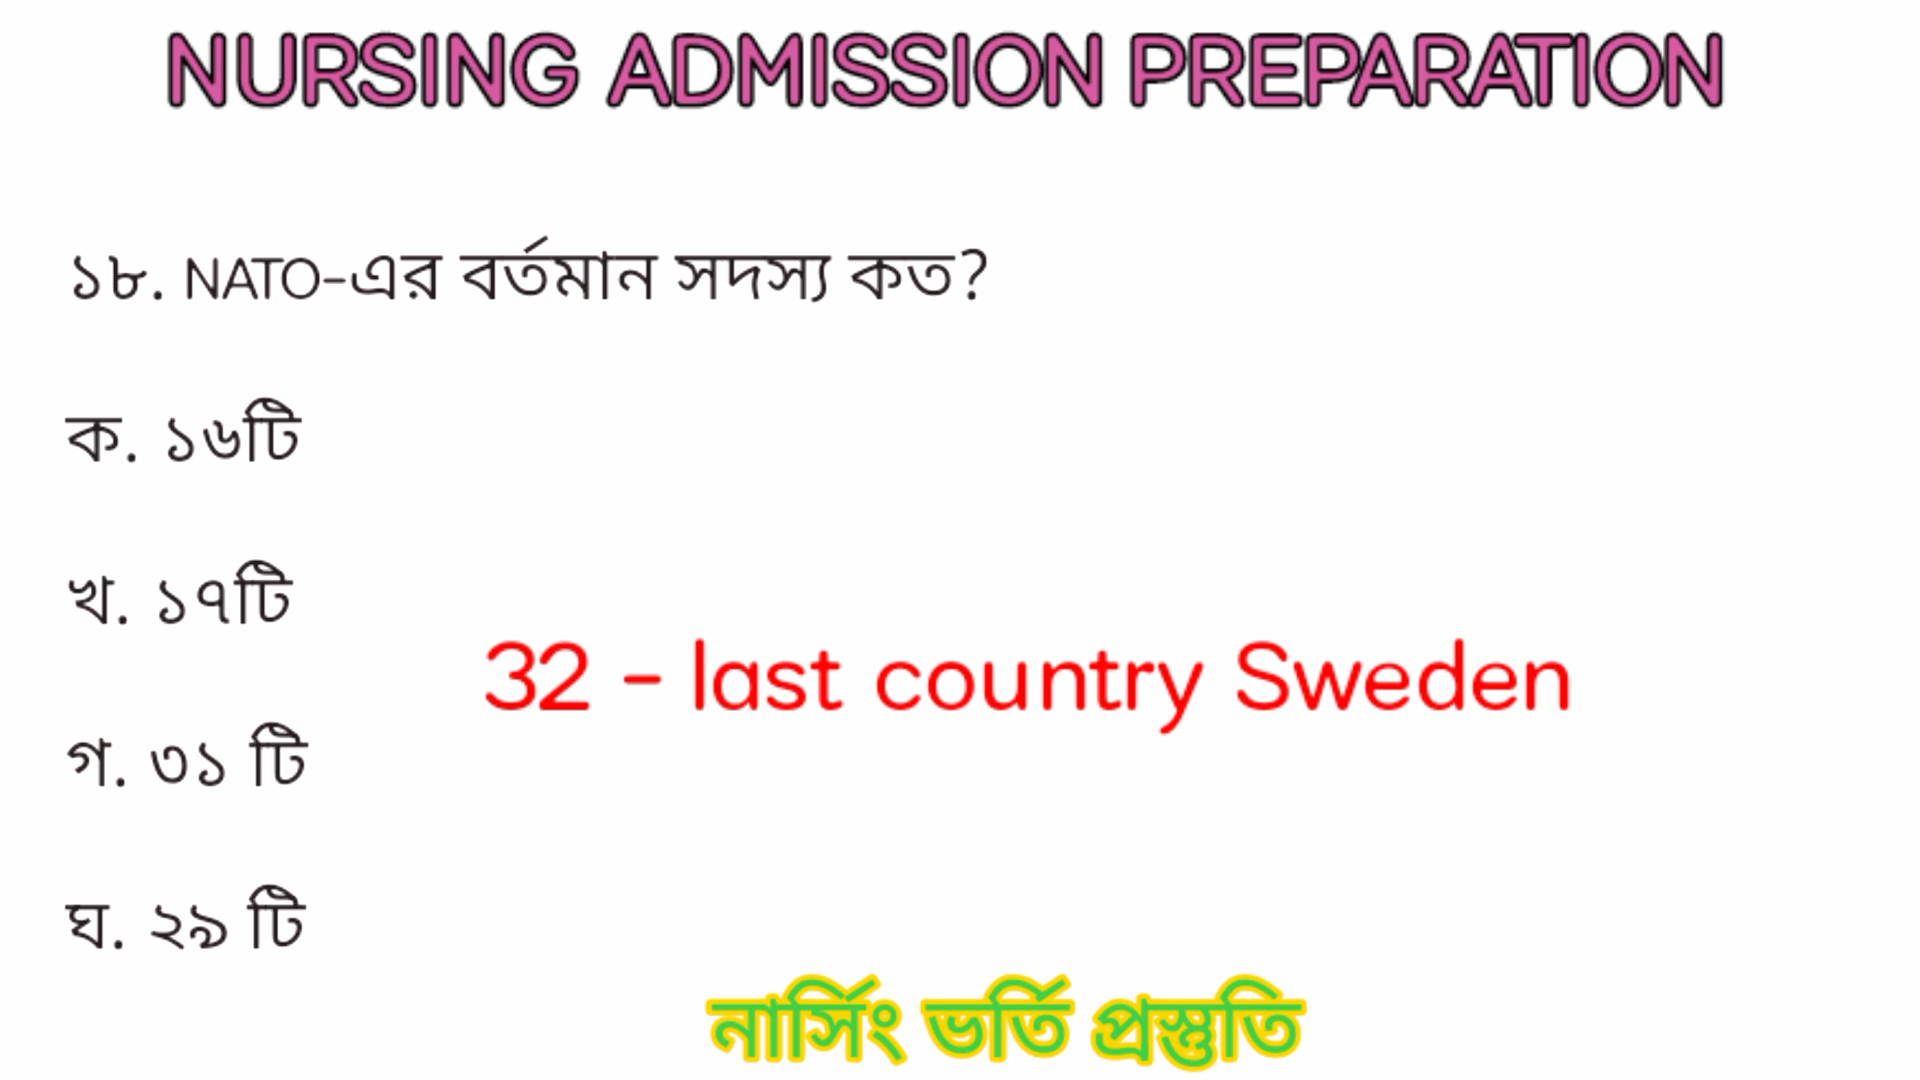 NURSING ADMISSION PREPARATION
১৮. NATO-এর বর্তমান সদস্য কত?
ক. ১৬টি
খ. ১৭টি
32 - last country Sweden
গ. ৩১ টি
ঘ. ২৯ টি
নার্সিং ভর্তি প্রস্তুতি